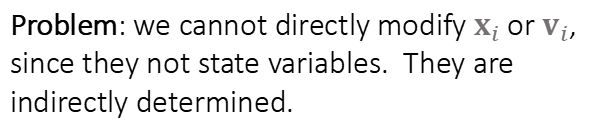 Problem: we cannot directly modify xᵢ or vᵢ,
since they not state variables. They are
indirectly determined.